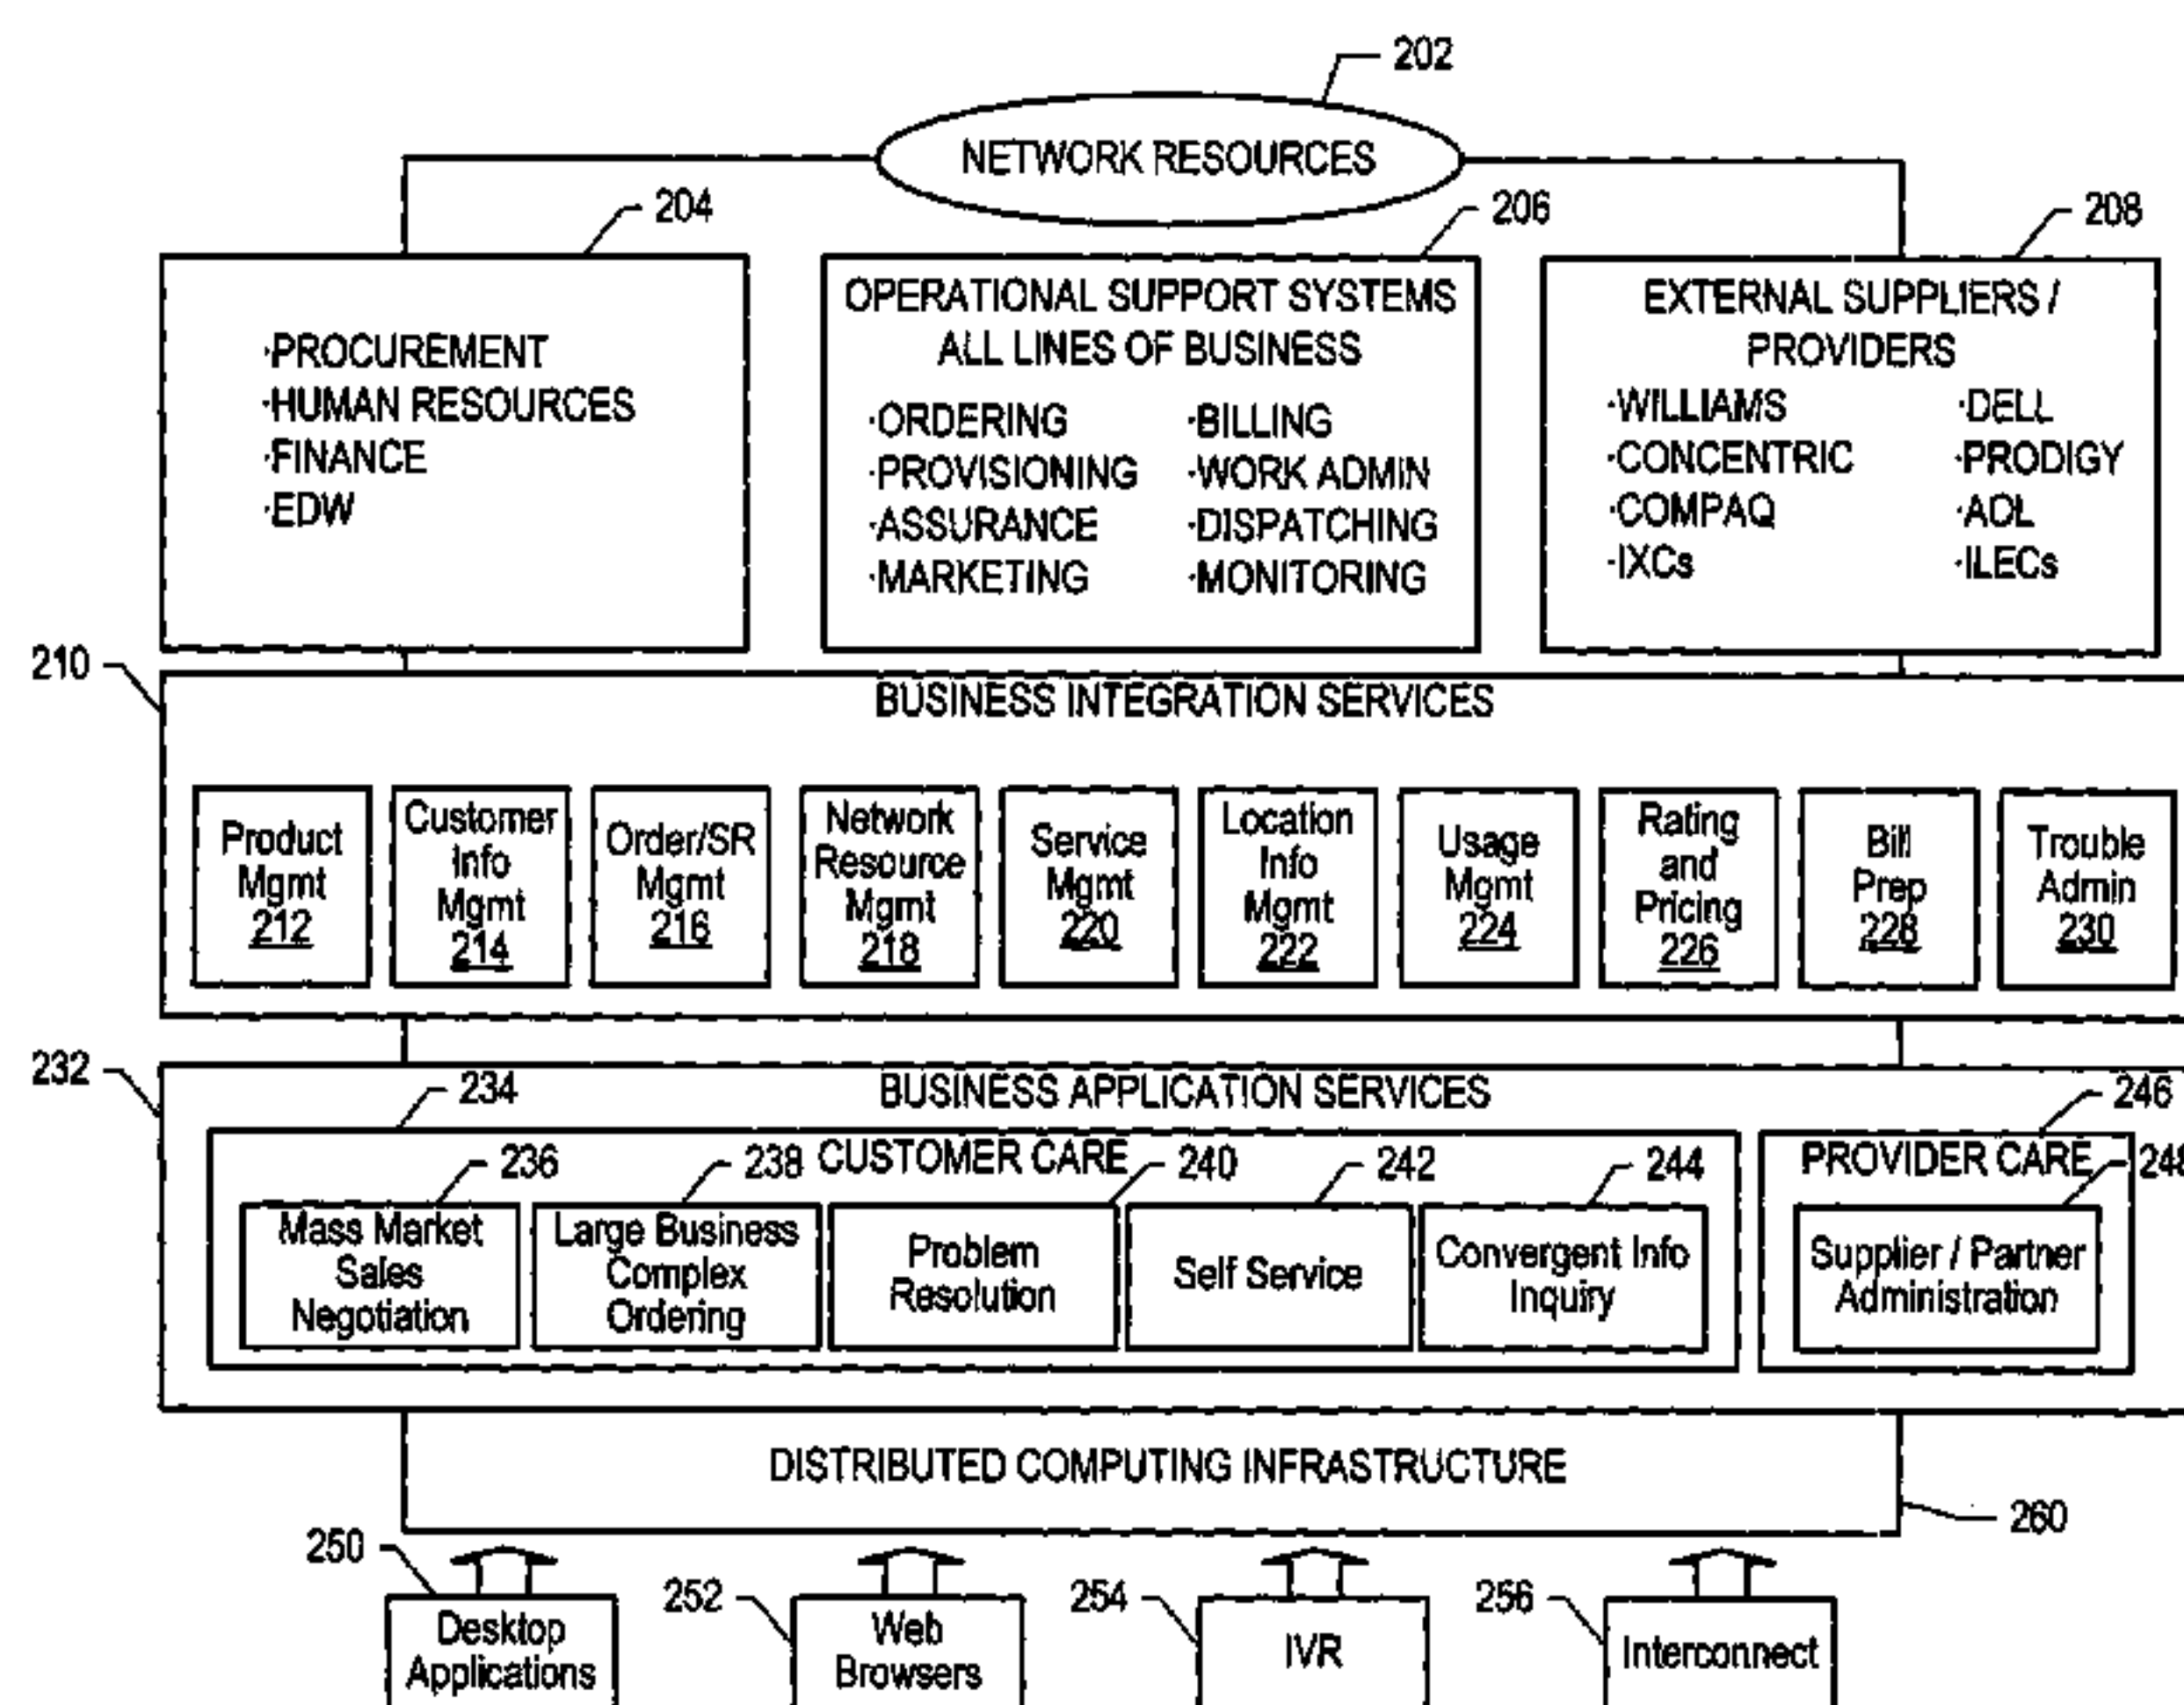 202
NETWORK RESOURCES
204
206
208
·PROCUREMENT
·HUMAN RESOURCES
·FINANCE
·EDW
OPERATIONAL SUPPORT SYSTEMS
ALL LINES OF BUSINESS
·ORDERING
·PROVISIONING
·ASSURANCE
·MARKETING
·BILLING
·WORK ADMIN
·DISPATCHING
·MONITORING
EXTERNAL SUPPLIERS /
PROVIDERS
·WILLIAMS
·CONCENTRIC
·COMPAQ
·IXCs
·DELL
·PRODIGY
·AOL
·ILECs
210
BUSINESS INTEGRATION SERVICES
Product
Mgmt
212
Customer
Info
Mgmt
214
Order/SR
Mgmt
216
Network
Resource
Mgmt
218
Service
Mgmt
220
Location
Info
Mgmt
222
Usage
Mgmt
224
Rating
and
Pricing
226
Bill
Prep
228
Trouble
Admin
230
232
BUSINESS APPLICATION SERVICES
234
CUSTOMER CARE
236
Mass Market
Sales
Negotiation
238
Large Business
Complex
Ordering
240
Problem
Resolution
242
Self Service
244
Convergent Info
Inquiry
246
PROVIDER CARE
248
Supplier / Partner
Administration
DISTRIBUTED COMPUTING INFRASTRUCTURE
260
250
Desktop
Applications
252
Web
Browsers
254
IVR
256
Interconnect